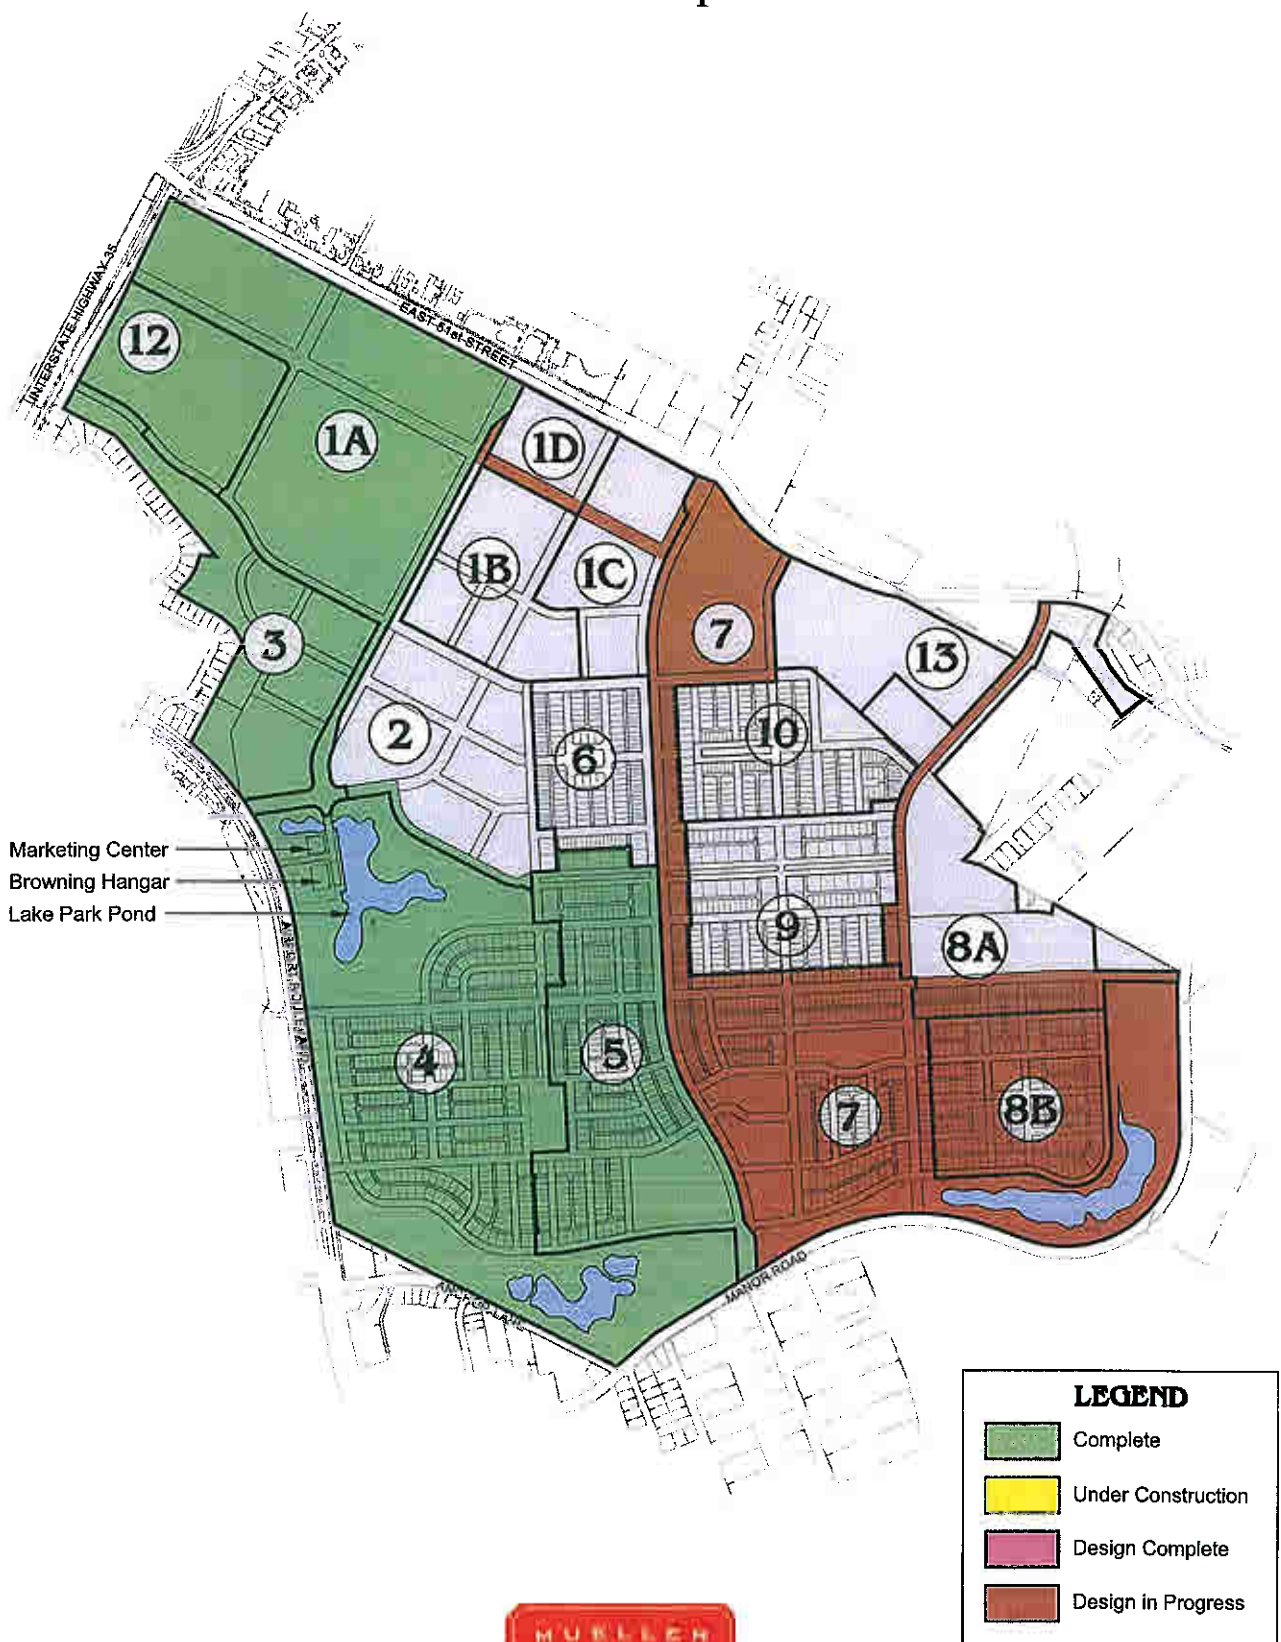 INTERSTATE HIGHWAY 35
EAST 51st STREET
12
1A
1D
1B
1C
7
13
3
2
6
10
Marketing Center
Browning Hangar
Lake Park Pond
9
8A
4
5
7
8B
MANOR ROAD
LEGEND
Complete
Under Construction
Design Complete
Design in Progress
MUELLER